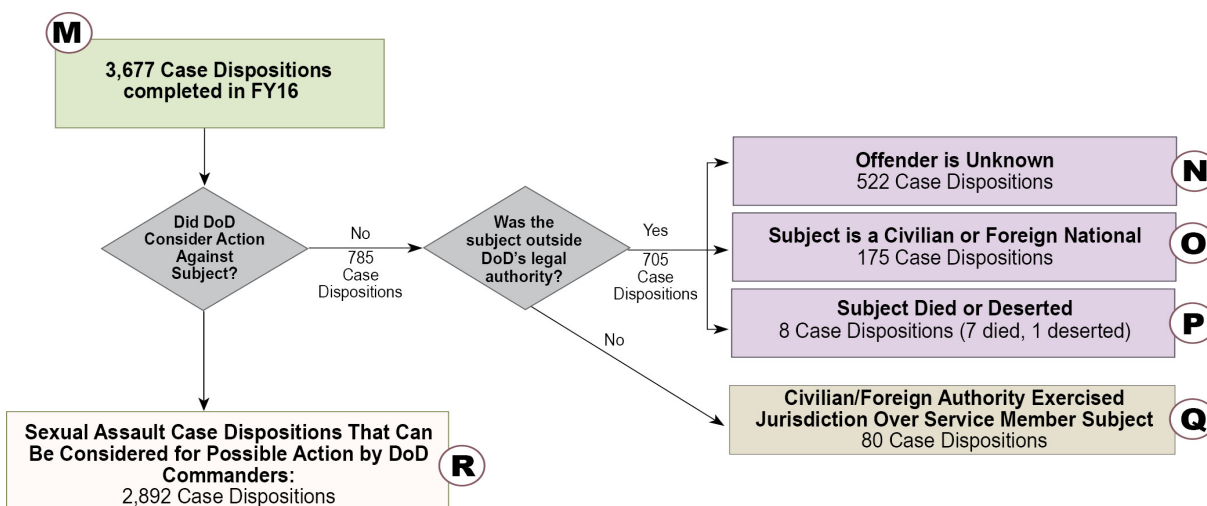 M
3,677 Case Dispositions
completed in FY16
Did DoD
Consider Action
Against
Subject?
No
785
Case
Dispositions
Was the
subject outside
DoD's legal
authority?
Yes
705
Case
Dispositions
No
Offender is Unknown
522 Case Dispositions
N
Subject is a Civilian or Foreign National
175 Case Dispositions
O
Subject Died or Deserted
8 Case Dispositions (7 died, 1 deserted)
P
Civilian/Foreign Authority Exercised
Jurisdiction Over Service Member Subject
80 Case Dispositions
Q
Sexual Assault Case Dispositions That Can
Be Considered for Possible Action by DoD
Commanders:
2,892 Case Dispositions
R